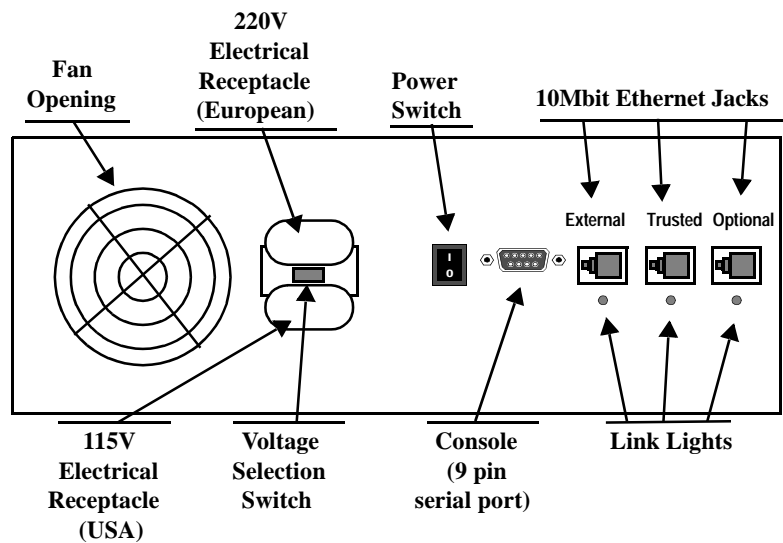 220V
Electrical
Receptacle
(European)
Fan
Opening
Power
Switch
10Mbit Ethernet Jacks
External
Trusted
Optional
I
0
115V
Electrical
Receptacle
(USA)
Voltage
Selection
Switch
Console
(9 pin
serial port)
Link Lights